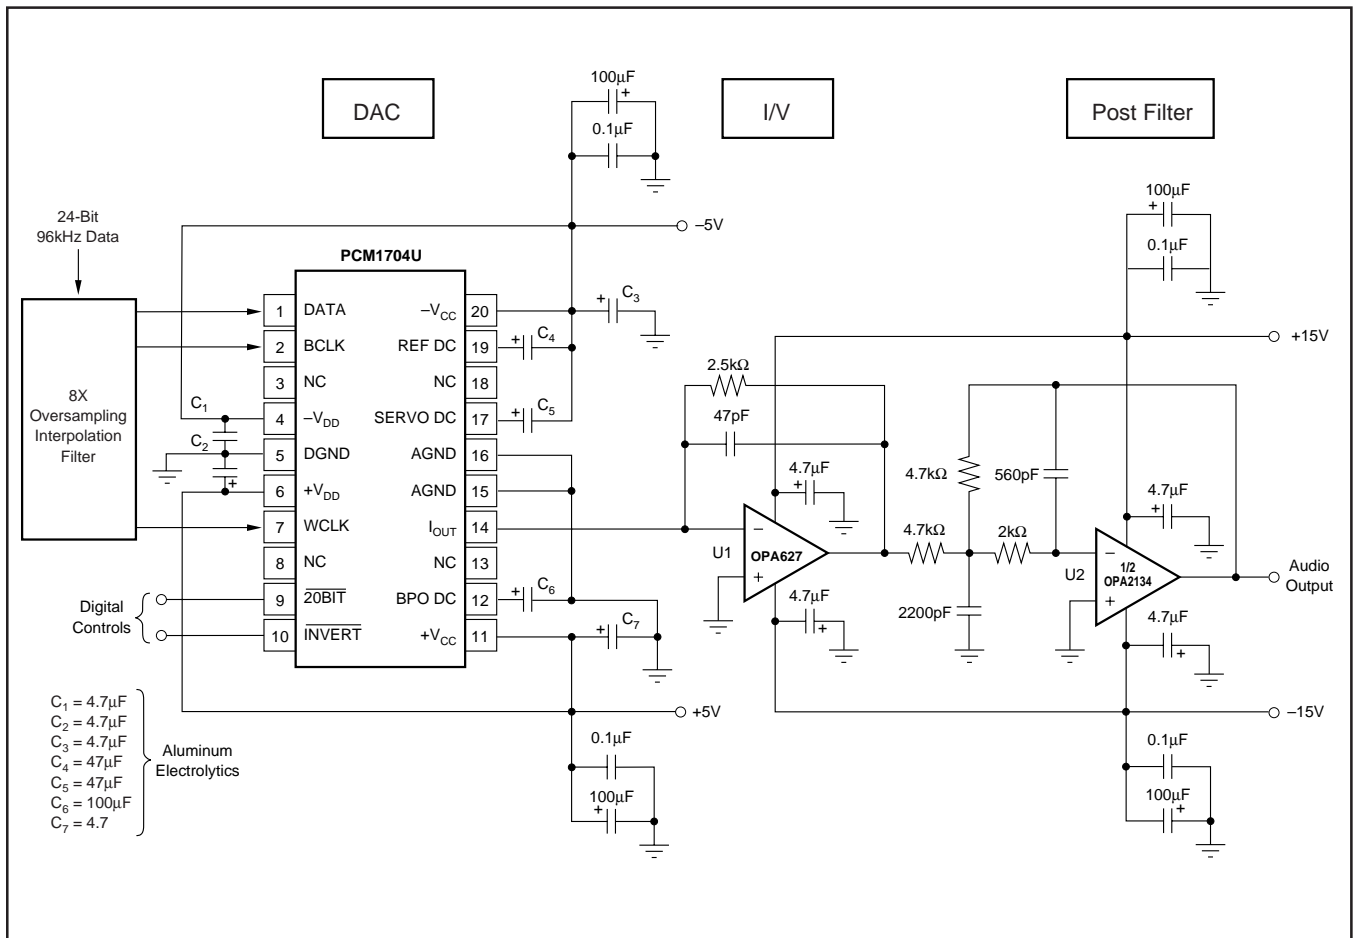 DAC
I/V
Post Filter
100µF
+
0.1µF
–5V
24-Bit
96kHz Data
8X
Oversampling
Interpolation
Filter
PCM1704U
1 DATA
2 BCLK
3 NC
4 –VDD
5 DGND
6 +VDD
7 WCLK
8 NC
9 20BIT
10 INVERT
–VCC 20
REF DC 19
NC 18
SERVO DC 17
AGND 16
AGND 15
IOUT 14
NC 13
BPO DC 12
+VCC 11
C1
C2
+
+ C3
+ C4
+ C5
+ C6
+ C7
Digital
Controls
C1 = 4.7µF
C2 = 4.7µF
C3 = 4.7µF
C4 = 47µF
C5 = 47µF
C6 = 100µF
C7 = 4.7
Aluminum
Electrolytics
+5V
0.1µF
100µF
+
2.5kΩ
47pF
4.7µF
+
U1
–
OPA627
+
4.7µF
+
4.7kΩ
4.7kΩ
2kΩ
560pF
2200pF
100µF
+
0.1µF
+15V
4.7µF
+
U2
–
1/2
OPA2134
+
4.7µF
+
Audio
Output
–15V
0.1µF
100µF
+